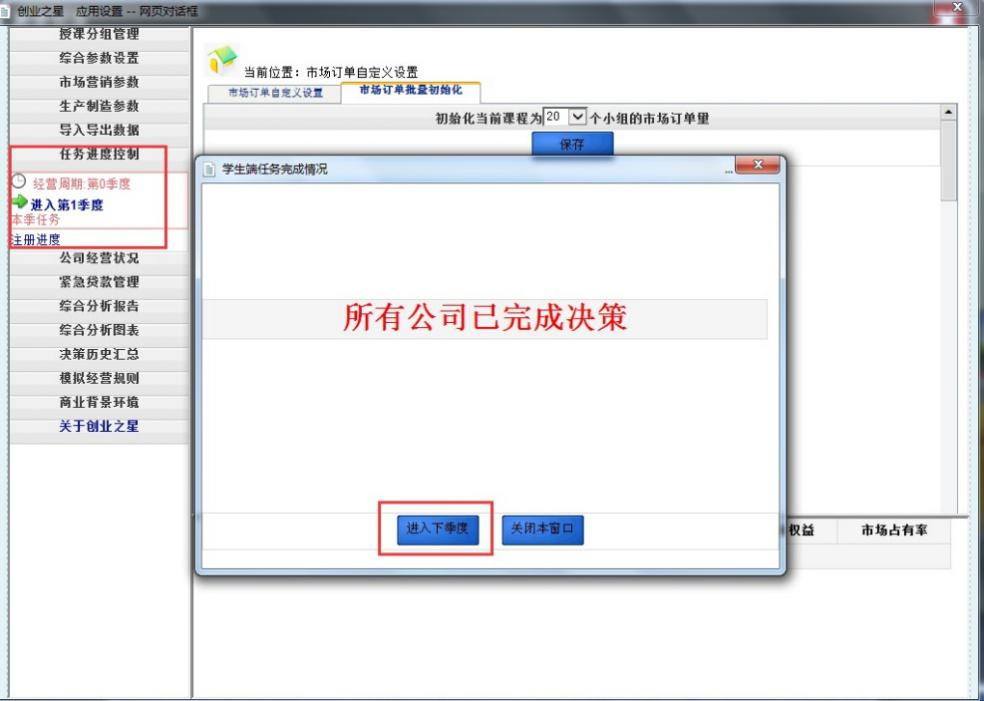 创业之星 应用设置 -- 网页对话框
授课分组管理
综合参数设置
市场营销参数
生产制造参数
导入导出数据
任务进度控制
经营周期:第0季度
进入第1季度
本季任务
注册进度
公司经营状况
紧急贷款管理
综合分析报告
综合分析图表
决策历史汇总
模拟经营规则
商业背景环境
关于创业之星
当前位置：市场订单自定义设置
市场订单自定义设置 市场订单批量初始化
初始化当前课程为 20 个小组的市场订单量
保存
学生端任务完成情况 ...
所有公司已完成决策
进入下季度 关闭本窗口
权益 市场占有率